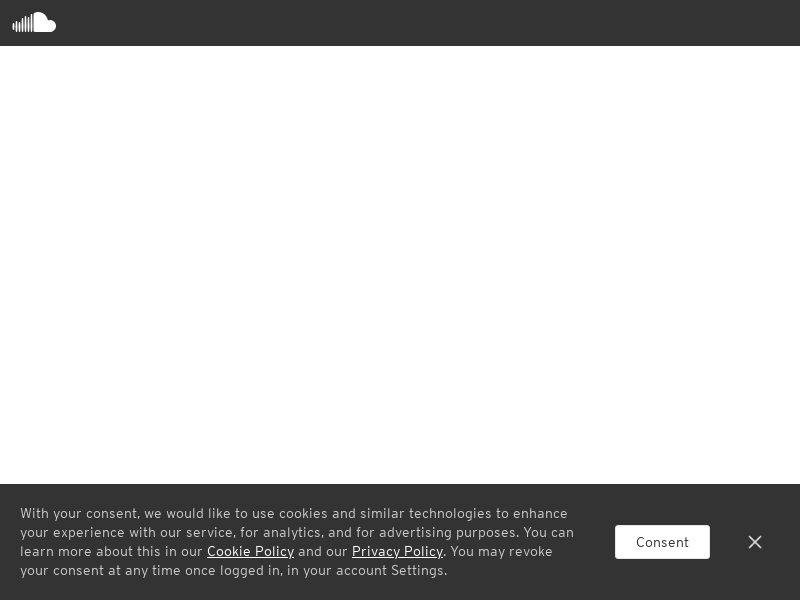 With your consent, we would like to use cookies and similar technologies to enhance
your experience with our service, for analytics, and for advertising purposes. You can
learn more about this in our Cookie Policy and our Privacy Policy. You may revoke
your consent at any time once logged in, in your account Settings.
Consent